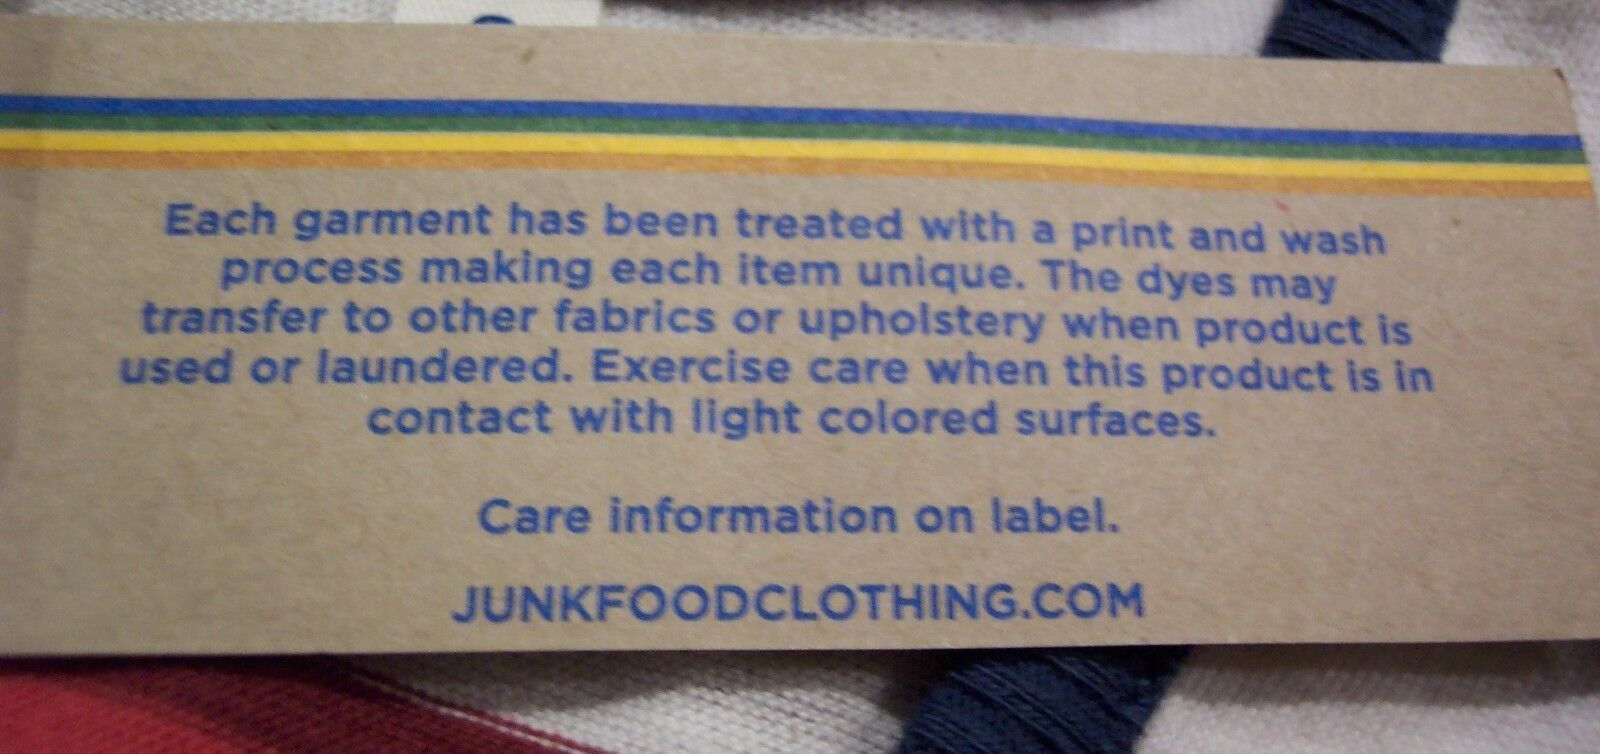 Each garment has been treated with a print and wash
process making each item unique. The dyes may
transfer to other fabrics or upholstery when product is
used or laundered. Exercise care when this product is in
contact with light colored surfaces.
Care information on label.
JUNKFOODCLOTHING.COM